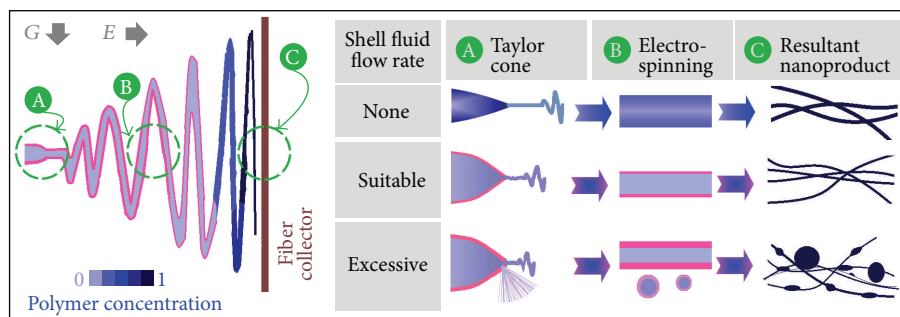 G
E
A
B
C
0
1
Polymer concentration
Fiber
collector
Shell fluid
flow rate
A Taylor
cone
B Electro-
spinning
C Resultant
nanoproduct
None
Suitable
Excessive